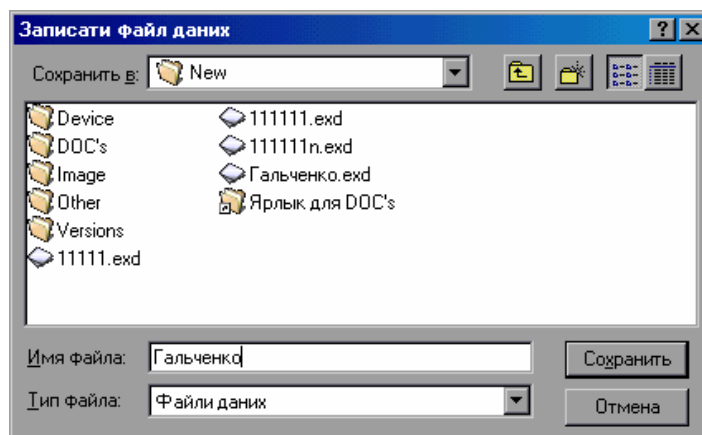 Записати файл даних
Сохранить в: New
Device
DOC's
Image
Other
Versions
11111.exd
111111.exd
111111n.exd
Гальченко.exd
Ярлык для DOC's
Имя файла: Гальченко
Сохранить
Тип файла: Файли даних
Отмена